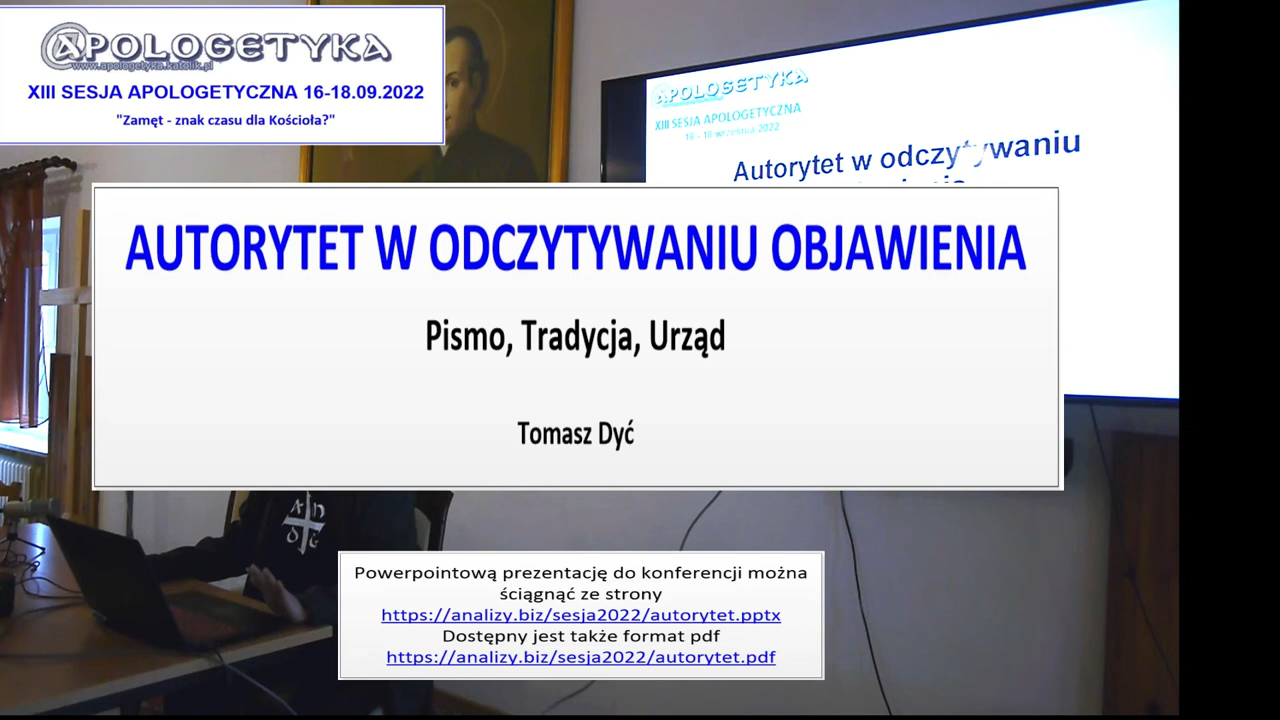 @POLOGETYKA
www.apologetyka.katolik.pl
XIII SESJA APOLOGETYCZNA 16-18.09.2022
"Zamęt - znak czasu dla Kościoła?"
APOLOGETYKA
XIII SESJA APOLOGETYCZNA
16 - 18 września 2022
Autorytet w odczytywaniu
AUTORYTET W ODCZYTYWANIU OBJAWIENIA
Pismo, Tradycja, Urząd
Tomasz Dyć
Powerpointową prezentację do konferencji można
ściągnąć ze strony
https://analizy.biz/sesja2022/autorytet.pptx
Dostępny jest także format pdf
https://analizy.biz/sesja2022/autorytet.pdf